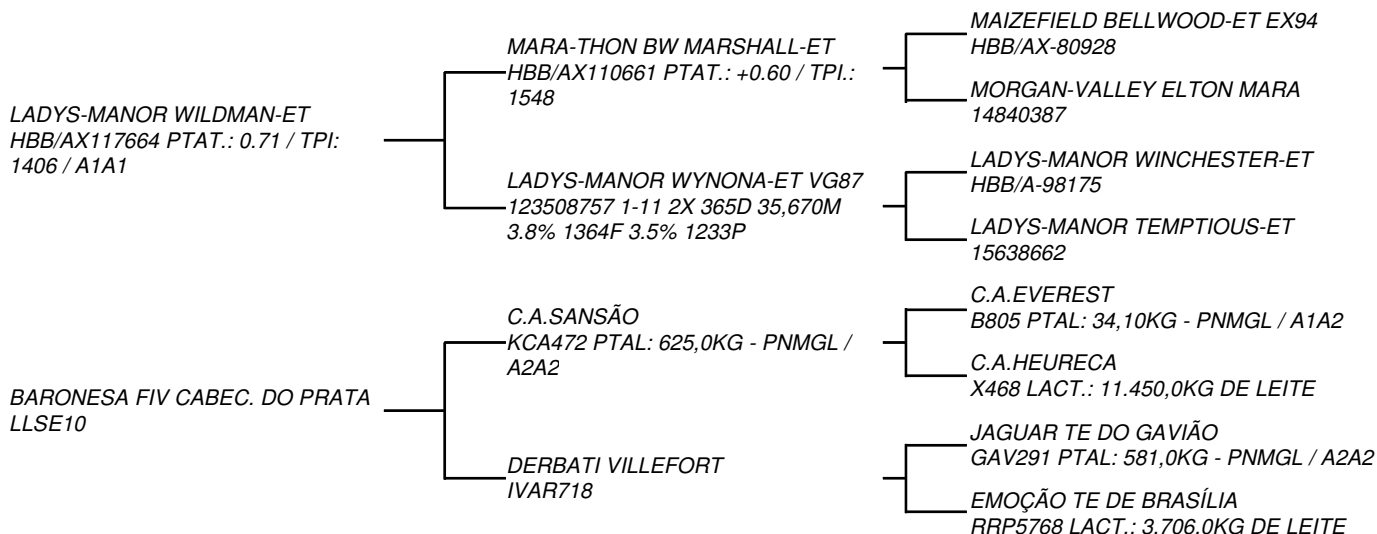 LADYS-MANOR WILDMAN-ET
HBB/AX117664 PTAT.: 0.71 / TPI:
1406 / A1A1
BARONESA FIV CABEC. DO PRATA
LLSE10
MARA-THON BW MARSHALL-ET
HBB/AX110661 PTAT.: +0.60 / TPI.:
1548
LADYS-MANOR WYNONA-ET VG87
123508757 1-11 2X 365D 35,670M
3.8% 1364F 3.5% 1233P
C.A.SANSÃO
KCA472 PTAL: 625,0KG - PNMGL /
A2A2
DERBATI VILLEFORT
IVAR718
MAIZEFIELD BELLWOOD-ET EX94
HBB/AX-80928
MORGAN-VALLEY ELTON MARA
14840387
LADYS-MANOR WINCHESTER-ET
HBB/A-98175
LADYS-MANOR TEMPTIOUS-ET
15638662
C.A.EVEREST
B805 PTAL: 34,10KG - PNMGL / A1A2
C.A.HEURECA
X468 LACT.: 11.450,0KG DE LEITE
JAGUAR TE DO GAVIÃO
GAV291 PTAL: 581,0KG - PNMGL / A2A2
EMOÇÃO TE DE BRASÍLIA
RRP5768 LACT.: 3.706,0KG DE LEITE